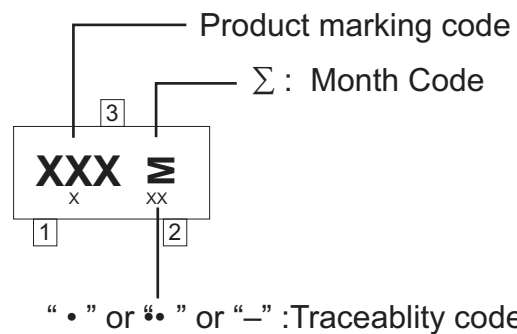 Product marking code
∑ : Month Code
3
XXX Σ
X XX
1 2
“ • ” or “•• ” or “–” :Traceablity code